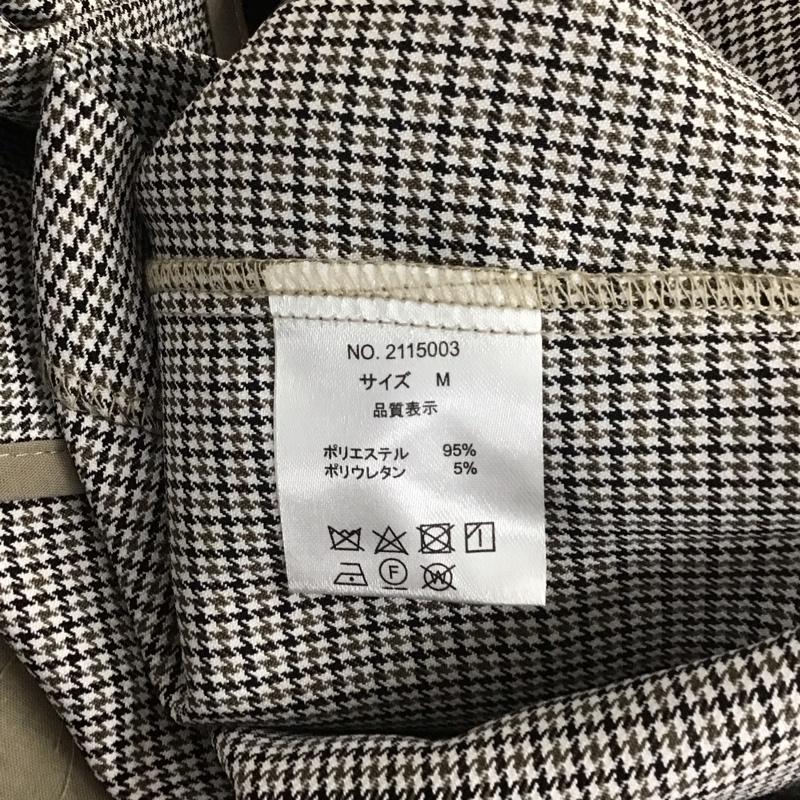 NO. 2115003
サイズ M
品質表示
ポリエステル 95%
ポリウレタン 5%
F
W